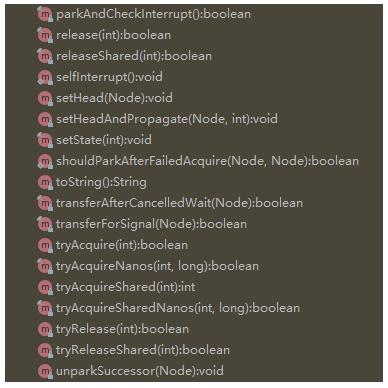 parkAndCheckInterrupt():boolean
release(int):boolean
releaseShared(int):boolean
selfInterrupt():void
setHead(Node):void
setHeadAndPropagate(Node, int):void
setState(int):void
shouldParkAfterFailedAcquire(Node, Node):boolean
toString():String
transferAfterCancelledWait(Node):boolean
transferForSignal(Node):boolean
tryAcquire(int):boolean
tryAcquireNanos(int, long):boolean
tryAcquireShared(int):int
tryAcquireSharedNanos(int, long):boolean
tryRelease(int):boolean
tryReleaseShared(int):boolean
unparkSuccessor(Node):void